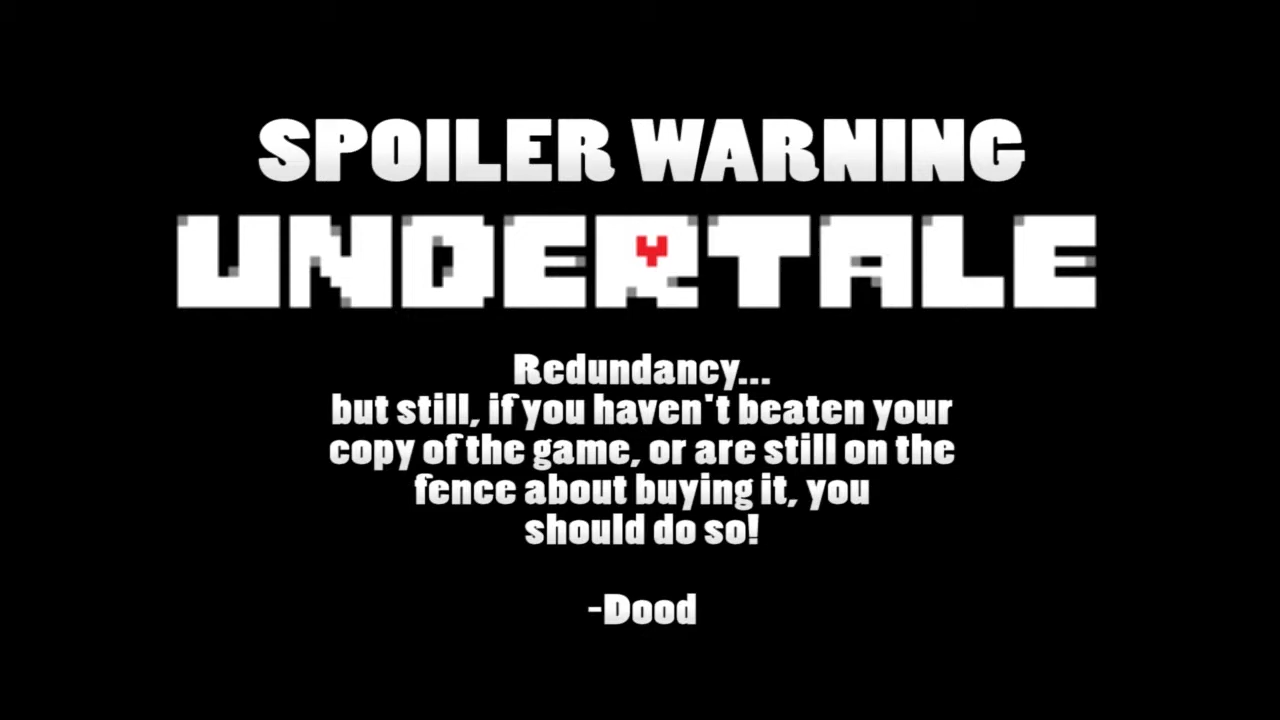 SPOILER WARNING
UNDERTALE
Redundancy...
but still, if you haven't beaten your
copy of the game, or are still on the
fence about buying it, you
should do so!
-Dood